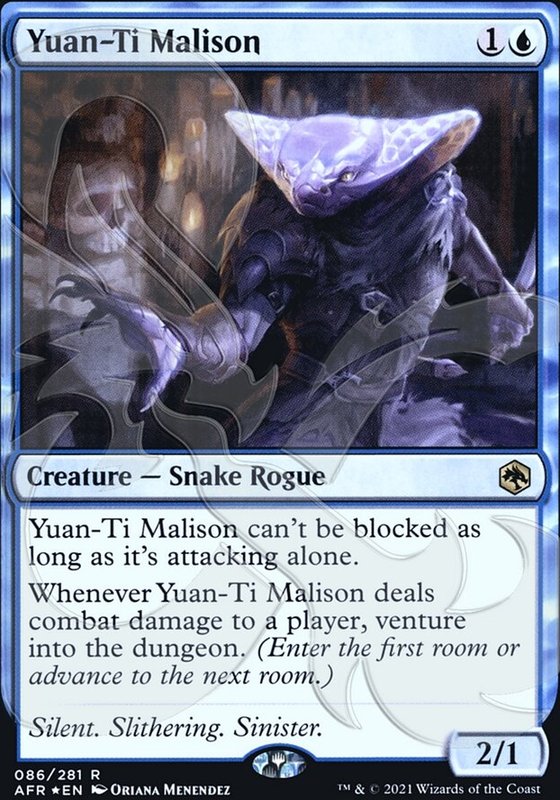 Yuan-Ti Malison 1
Creature — Snake Rogue
Yuan-Ti Malison can't be blocked as
long as it's attacking alone.
Whenever Yuan-Ti Malison deals
combat damage to a player, venture
into the dungeon. (Enter the first room or
advance to the next room.)
Silent. Slithering. Sinister.
2/1
086/281 R
AFR ★ EN Oriana Menendez
™ & © 2021 Wizards of the Coast